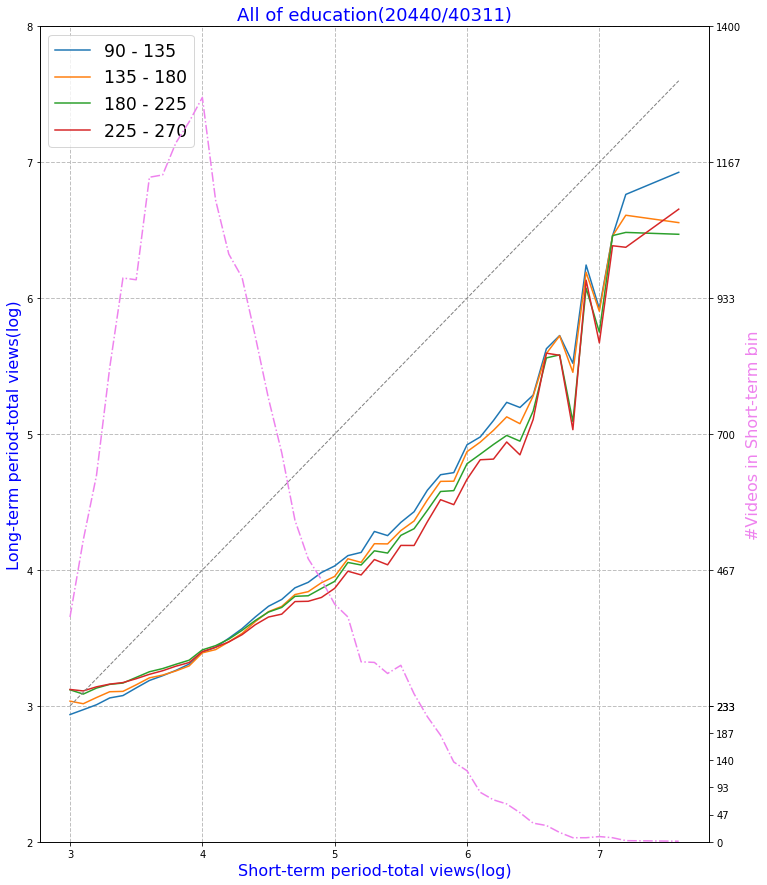 All of education(20440/40311)
90 - 135
135 - 180
180 - 225
225 - 270
8
7
6
5
4
3
2
Long-term period-total views(log)
1400
1167
933
700
467
233
187
140
93
47
0
#Videos in Short-term bin
3 4 5 6 7
Short-term period-total views(log)